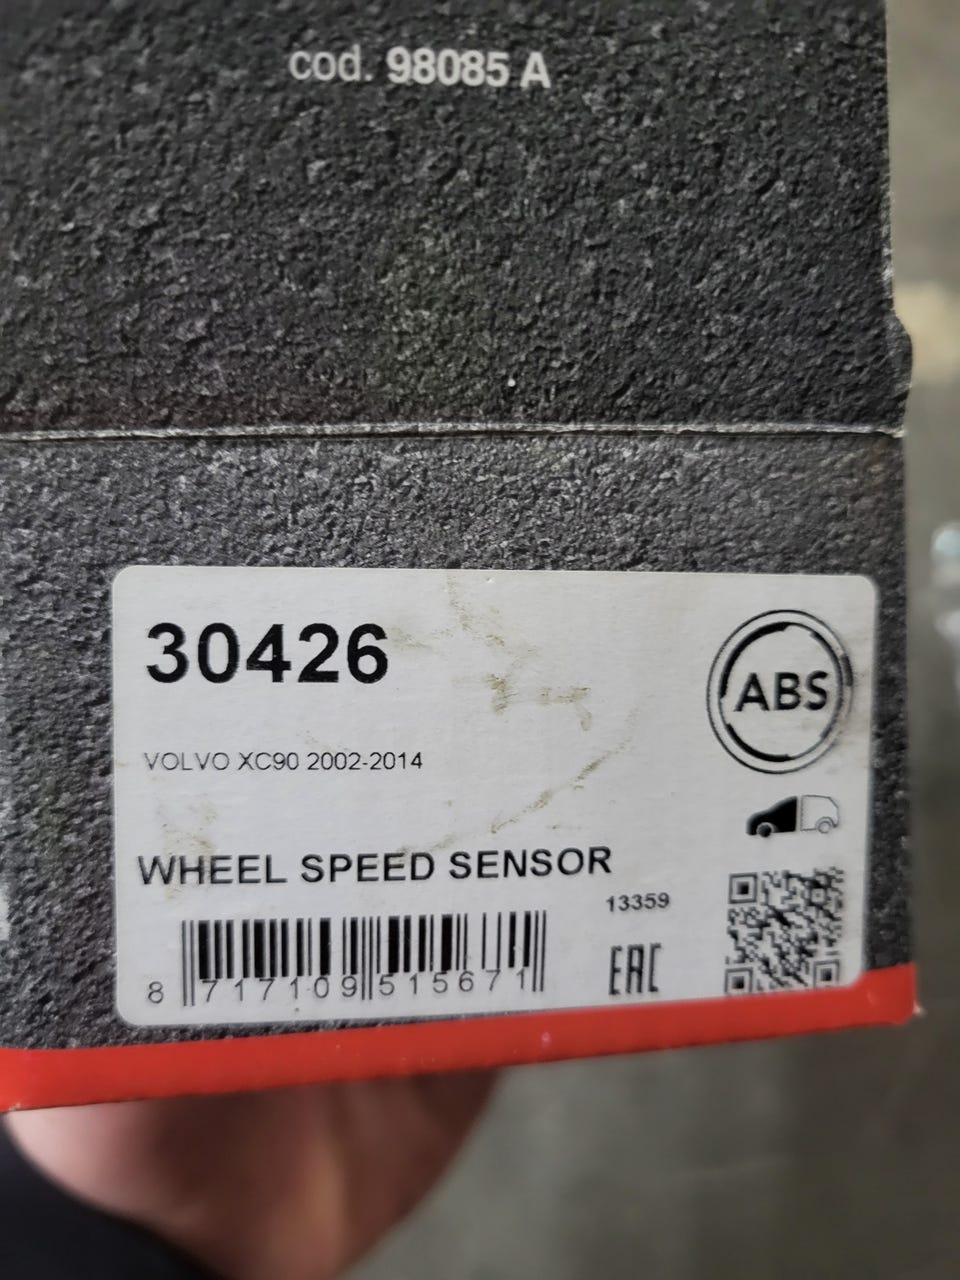 cod. 98085 A
30426
ABS
VOLVO XC90 2002-2014
WHEEL SPEED SENSOR
13359
EAC
8 717109 515671